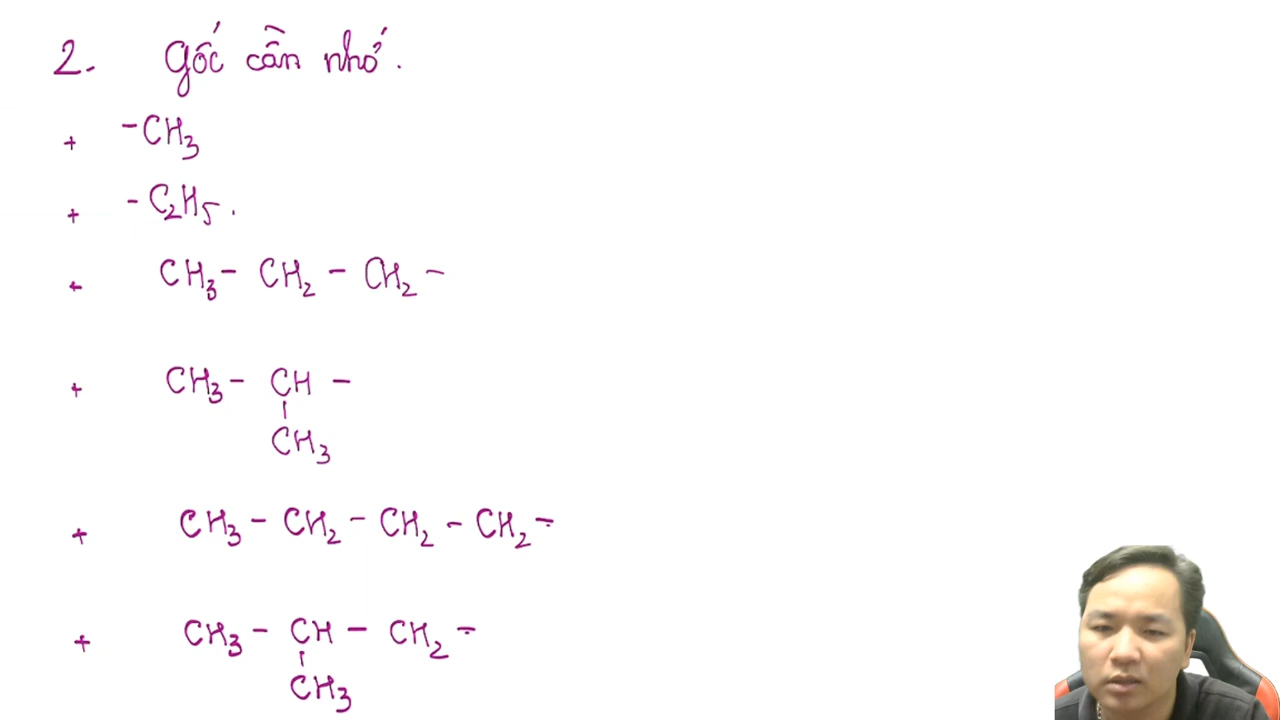 2. Gốc cần nhớ.
+ -CH3
+ -C2H5.
+ CH3- CH2 - CH2 -
+ CH3- CH -
|
CH3
+ CH3 - CH2 - CH2 - CH2 -
+ CH3 - CH - CH2 -
|
CH3